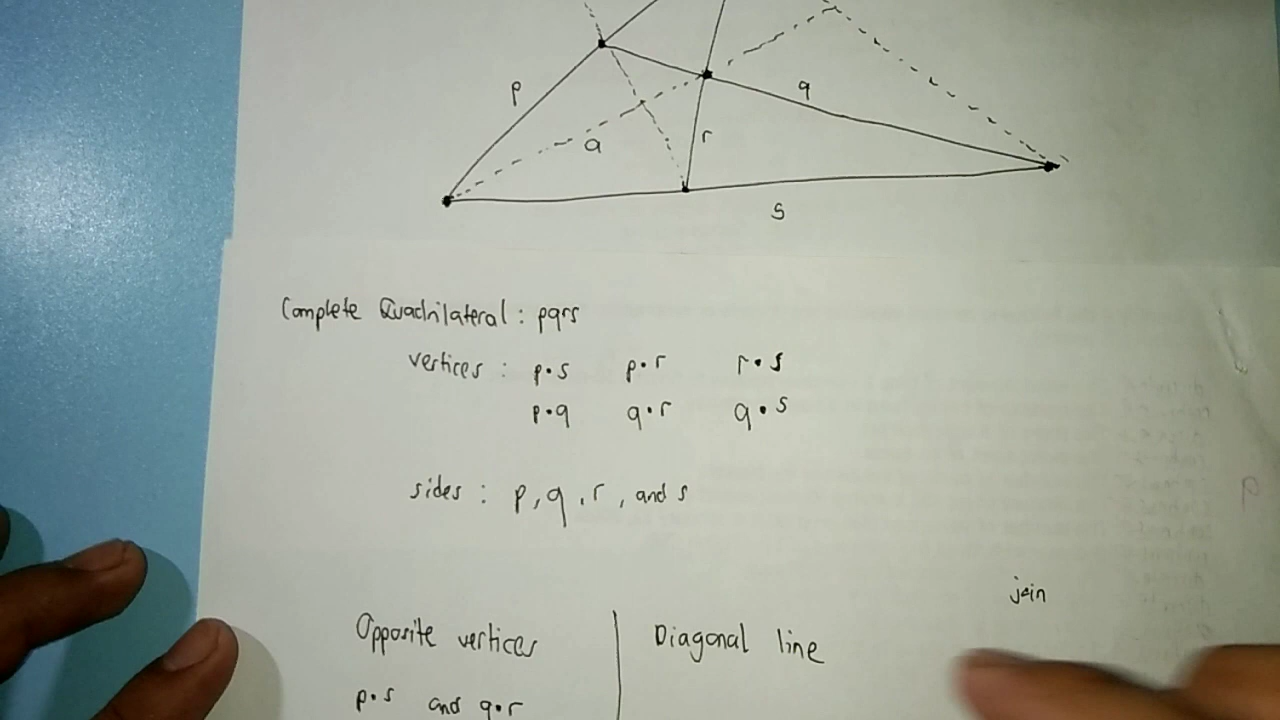 p
q
a
r
s
Complete Quadrilateral : pqrs
vertices : p·s p·r r·s
p·q q·r q·s
sides : p, q, r, and s
join
Opposite vertices Diagonal line
p·s and q·r